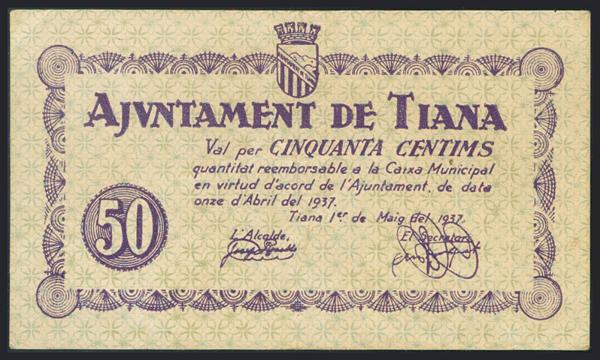 AJVNTAMENT DE TIANA
Val per CINQUANTA CENTIMS
quantitat reemborsable a la Caixa Municipal
en virtud d'acord de l'Ajuntament, de data
onze d'Abril del 1937.
Tiana 1er de Maig del 1937.
L'Alcalde, El Secretari
50